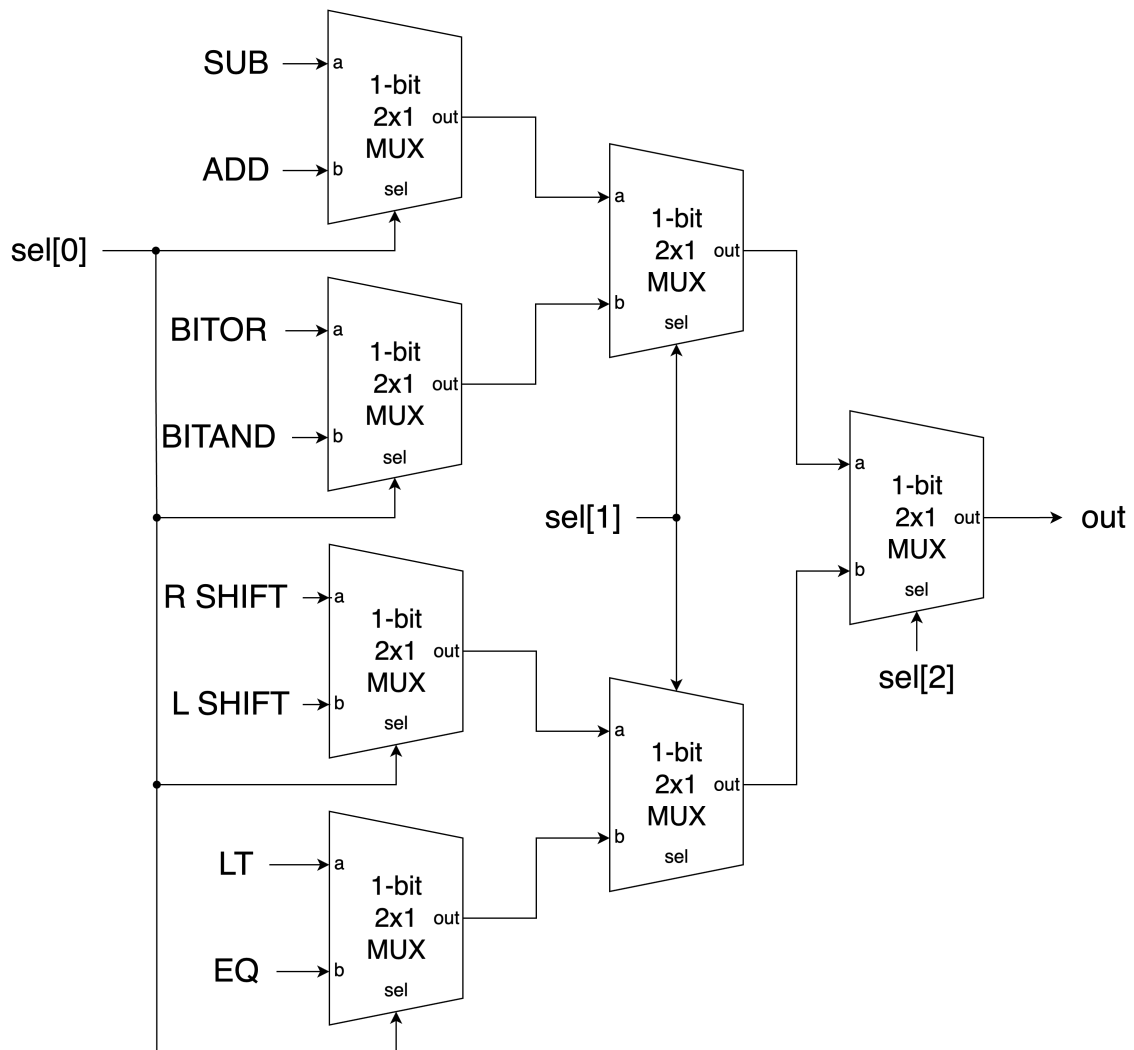 SUB
a
1-bit
2x1
MUX
out
ADD
b
sel
sel[0]
a
1-bit
2x1
MUX
out
b
sel
BITOR
a
1-bit
2x1
MUX
out
BITAND
b
sel
sel[1]
a
1-bit
2x1
MUX
out
b
sel
sel[2]
out
R SHIFT
a
1-bit
2x1
MUX
out
L SHIFT
b
sel
a
1-bit
2x1
MUX
out
b
sel
LT
a
1-bit
2x1
MUX
out
EQ
b
sel